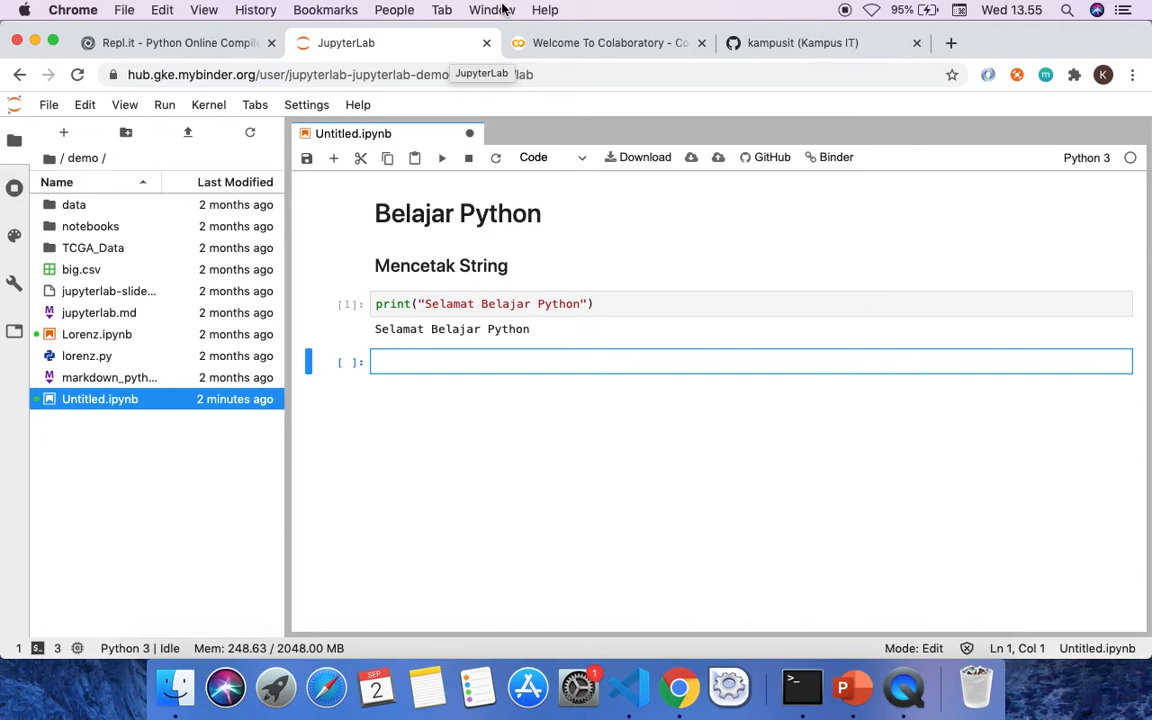 Chrome File Edit View History Bookmarks People Tab Window Help 95% Wed 13.55
Repl.it - Python Online Compile JupyterLab Welcome To Colaboratory - Co kampusit (Kampus IT)
hub.gke.mybinder.org/user/jupyterlab-jupyterlab-demo /lab K
JupyterLab
File Edit View Run Kernel Tabs Settings Help
Untitled.ipynb
/ demo /
Code Download GitHub Binder Python 3
Name Last Modified
data 2 months ago
notebooks 2 months ago
TCGA_Data 2 months ago
big.csv 2 months ago
jupyterlab-slide... 2 months ago
jupyterlab.md 2 months ago
Lorenz.ipynb 2 months ago
lorenz.py 2 months ago
markdown_pyth... 2 months ago
Untitled.ipynb 2 minutes ago
Belajar Python
Mencetak String
[1]: print("Selamat Belajar Python")
Selamat Belajar Python
[ ]:
1 3 Python 3 | Idle Mem: 248.63 / 2048.00 MB Mode: Edit Ln 1, Col 1 Untitled.ipynb
SEP
2
1